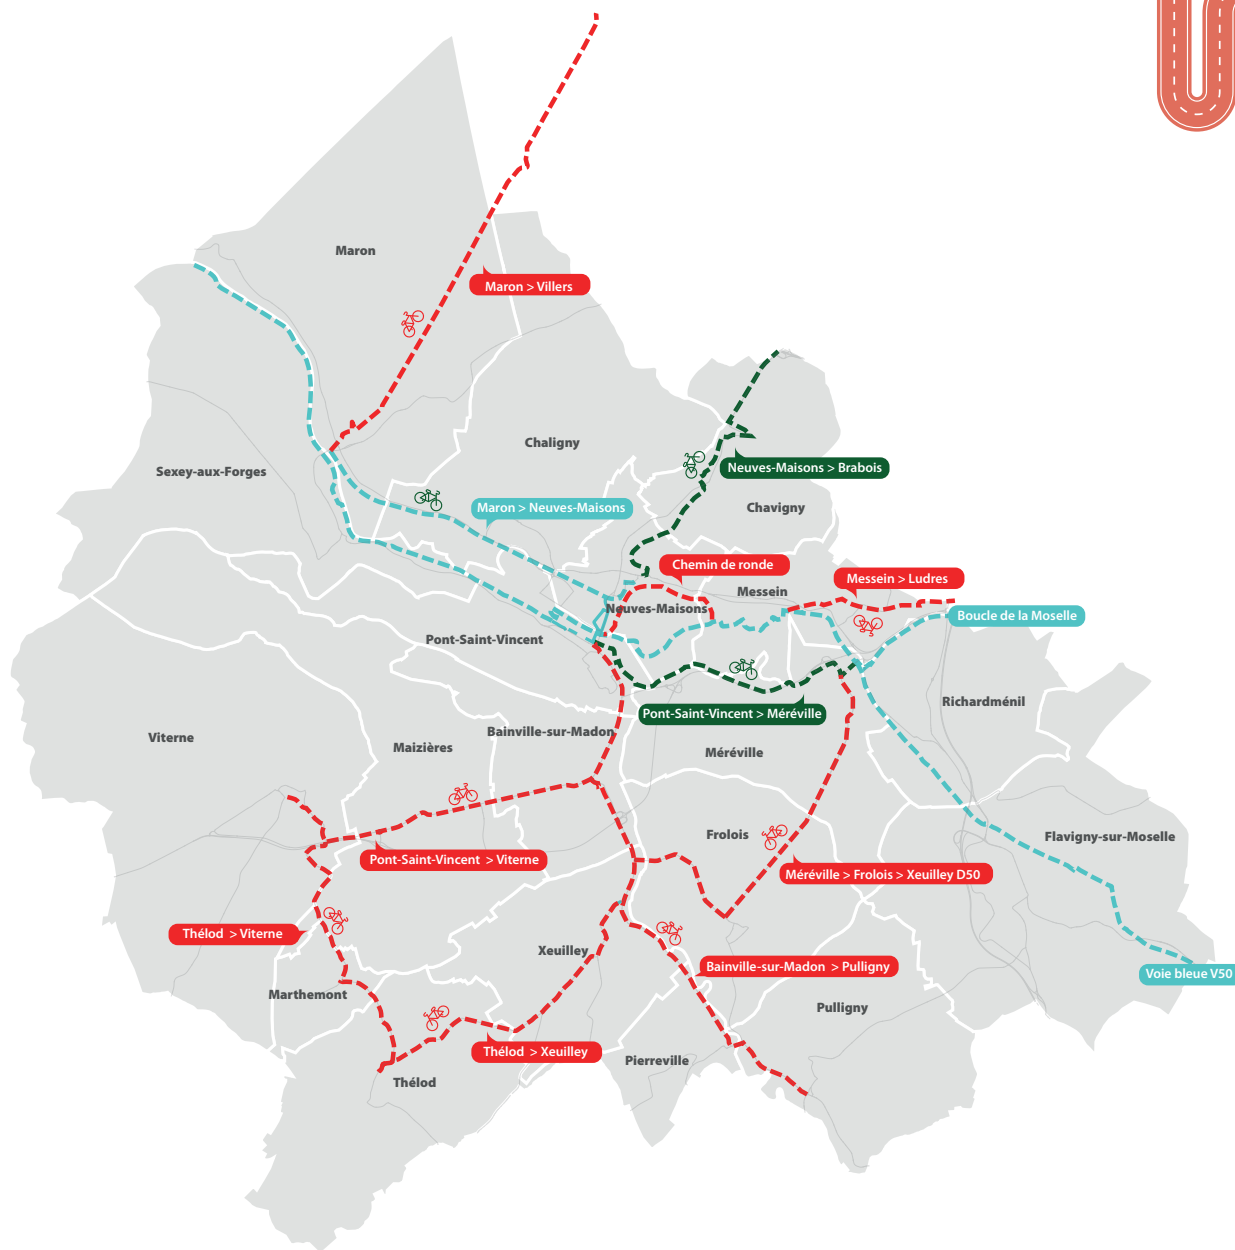 Maron
Maron > Villers
Chaligny
Sexey-aux-Forges
Neuves-Maisons > Brabois
Maron > Neuves-Maisons
Chavigny
Chemin de ronde
Messein > Ludres
Messein
Neuves-Maisons
Boucle de la Moselle
Pont-Saint-Vincent
Richardménil
Pont-Saint-Vincent > Méréville
Bainville-sur-Madon
Viterne
Maizières
Méréville
Frolois
Flavigny-sur-Moselle
Pont-Saint-Vincent > Viterne
Méréville > Frolois > Xeuilley D50
Thélod > Viterne
Xeuilley
Bainville-sur-Madon > Pulligny
Voie bleue V50
Marthemont
Pulligny
Thélod > Xeuilley
Pierreville
Thélod